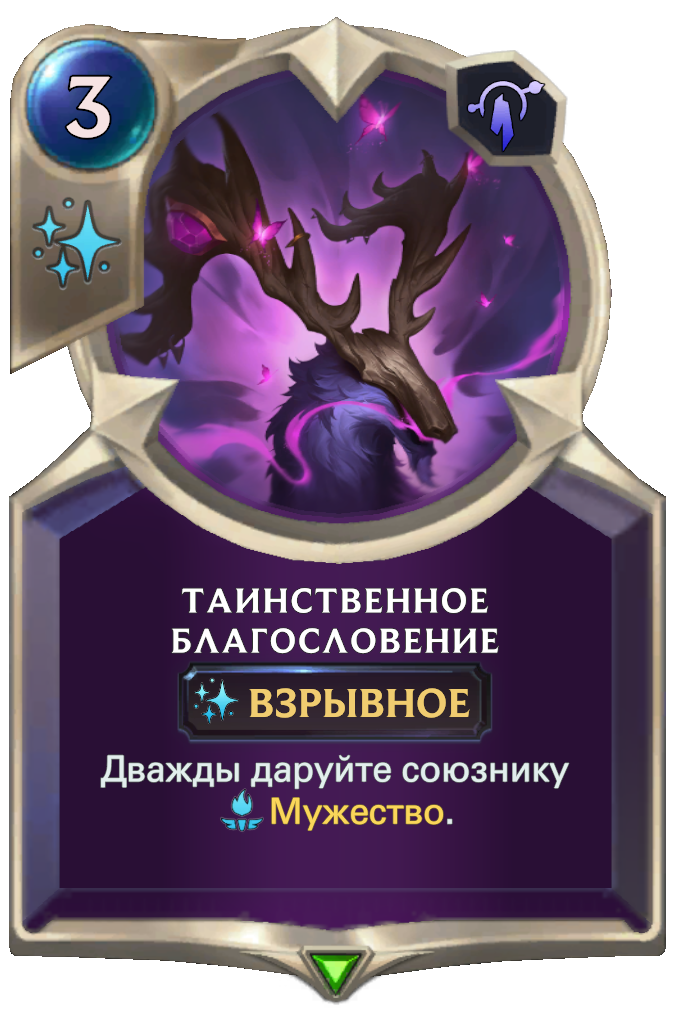 3
ТАИНСТВЕННОЕ
БЛАГОСЛОВЕНИЕ
ВЗРЫВНОЕ
Дважды даруйте союзнику
Мужество.